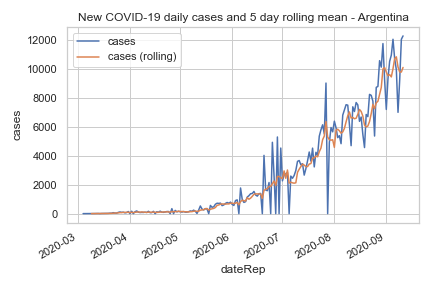 New COVID-19 daily cases and 5 day rolling mean - Argentina
cases
cases (rolling)
12000
10000
8000
6000
4000
2000
0
cases
2020-03
2020-04
2020-05
2020-06
2020-07
2020-08
2020-09
dateRep